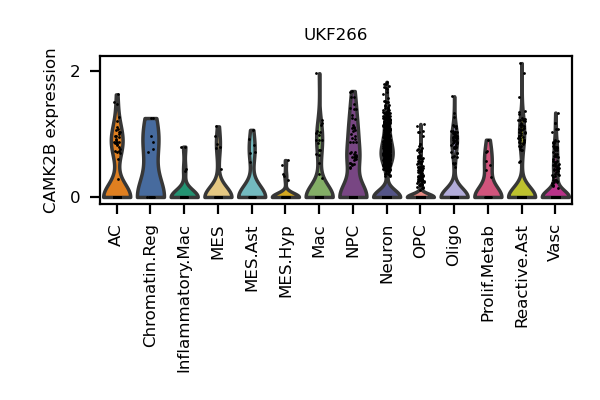 UKF266
CAMK2B expression
2
0
AC
Chromatin.Reg
Inflammatory.Mac
MES
MES.Ast
MES.Hyp
Mac
NPC
Neuron
OPC
Oligo
Prolif.Metab
Reactive.Ast
Vasc